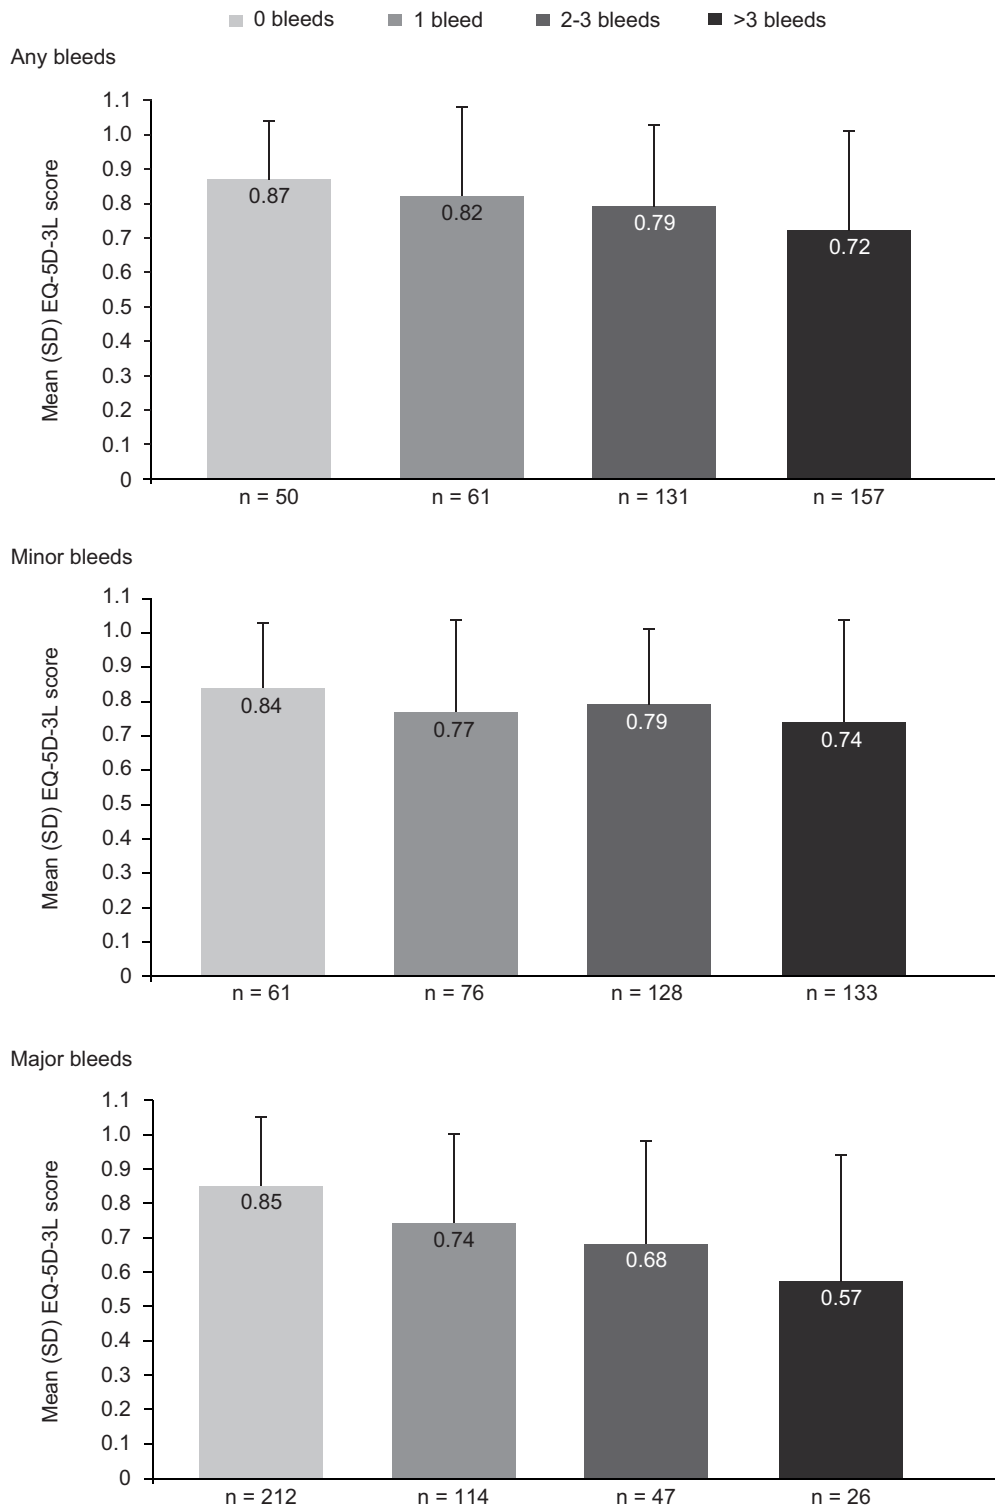 0 bleeds 1 bleed 2-3 bleeds >3 bleeds
Any bleeds
Mean (SD) EQ-5D-3L score
1.1
1.0
0.9
0.8
0.7
0.6
0.5
0.4
0.3
0.2
0.1
0
0.87 0.82 0.79 0.72
n = 50 n = 61 n = 131 n = 157
Minor bleeds
Mean (SD) EQ-5D-3L score
1.1
1.0
0.9
0.8
0.7
0.6
0.5
0.4
0.3
0.2
0.1
0
0.84 0.77 0.79 0.74
n = 61 n = 76 n = 128 n = 133
Major bleeds
Mean (SD) EQ-5D-3L score
1.1
1.0
0.9
0.8
0.7
0.6
0.5
0.4
0.3
0.2
0.1
0
0.85 0.74 0.68 0.57
n = 212 n = 114 n = 47 n = 26